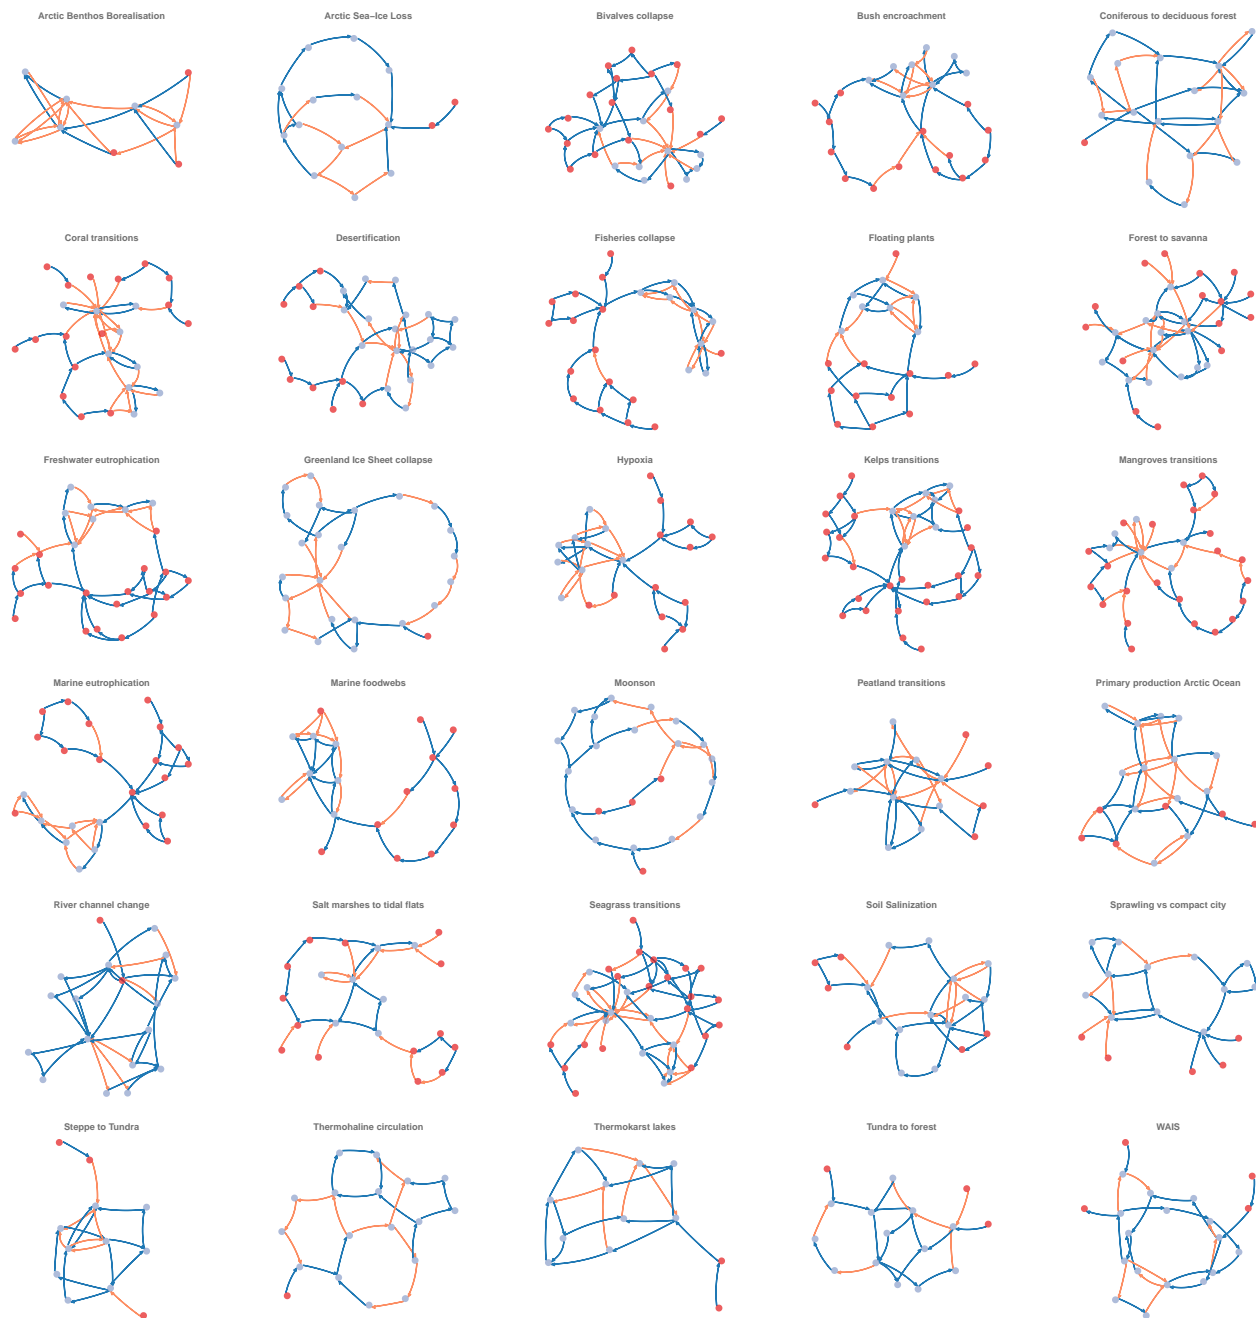 Arctic Benthos Borealisation
Arctic Sea−Ice Loss
Bivalves collapse
Bush encroachment
Coniferous to deciduous forest
Coral transitions
Desertification
Fisheries collapse
Floating plants
Forest to savanna
Freshwater eutrophication
Greenland Ice Sheet collapse
Hypoxia
Kelps transitions
Mangroves transitions
Marine eutrophication
Marine foodwebs
Moonson
Peatland transitions
Primary production Arctic Ocean
River channel change
Salt marshes to tidal flats
Seagrass transitions
Soil Salinization
Sprawling vs compact city
Steppe to Tundra
Thermohaline circulation
Thermokarst lakes
Tundra to forest
WAIS